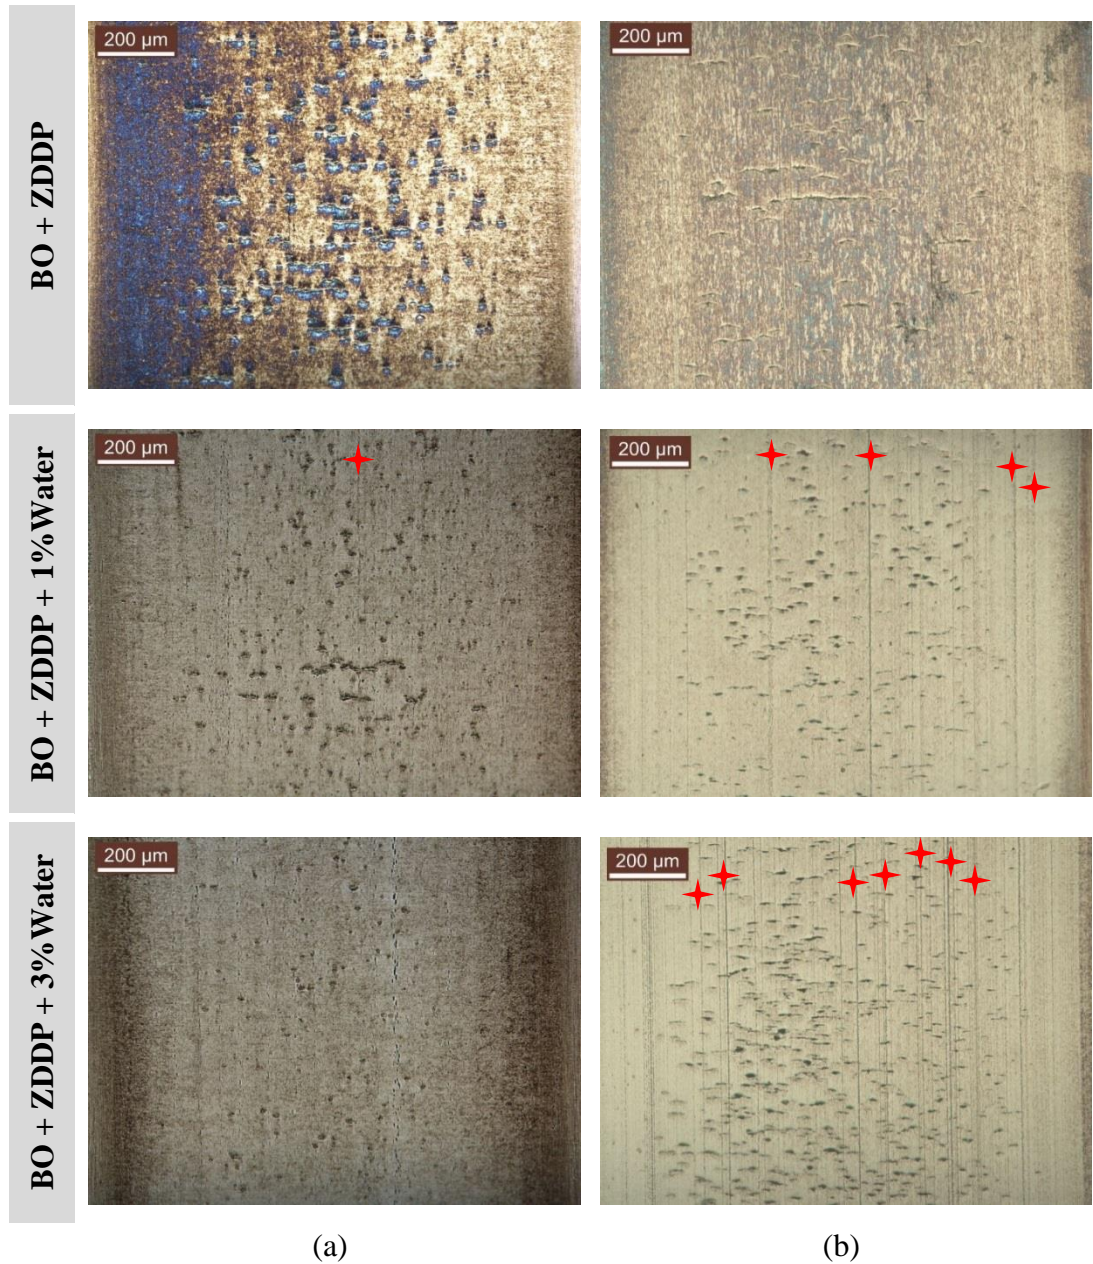 BO + ZDDP
200 µm
200 µm
BO + ZDDP + 1%Water
200 µm
200 µm
BO + ZDDP + 3%Water
200 µm
200 µm
(a)
(b)